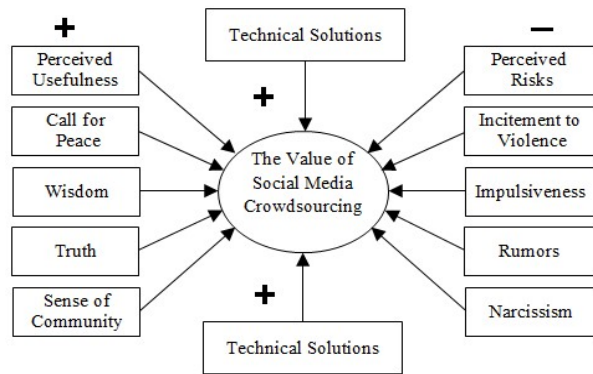 +
Technical Solutions
−
Perceived
Usefulness
+
Perceived
Risks
Call for
Peace
The Value of
Social Media
Crowdsourcing
Incitement to
Violence
Wisdom
Impulsiveness
Truth
Rumors
Sense of
Community
+
Narcissism
Technical Solutions